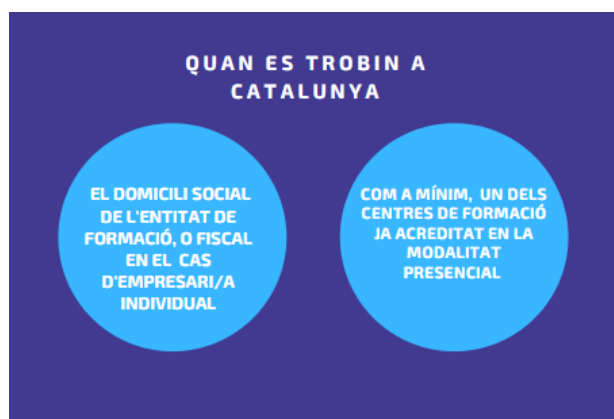 QUAN ES TROBIN A
CATALUNYA
EL DOMICILI SOCIAL
DE L'ENTITAT DE
FORMACIÓ, O FISCAL
EN EL CAS
D'EMPRESARI/A
INDIVIDUAL
COM A MÍNIM, UN DELS
CENTRES DE FORMACIÓ
JA ACREDITAT EN LA
MODALITAT
PRESENCIAL